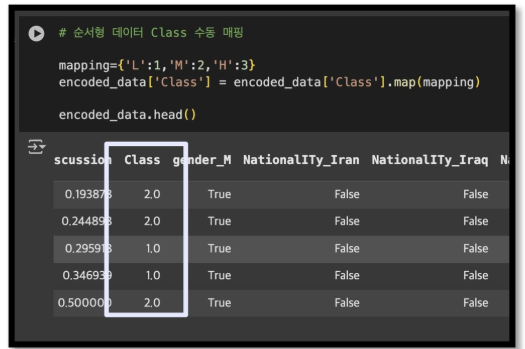 # 순서형 데이터 Class 수동 매핑
mapping={'L':1,'M':2,'H':3}
encoded_data['Class'] = encoded_data['Class'].map(mapping)
encoded_data.head()
scussion Class gender_M NationalITy_Iran NationalITy_Iraq N
0.193878 2.0 True False False
0.244898 2.0 True False False
0.295918 1.0 True False False
0.346939 1.0 True False False
0.500000 2.0 True False False